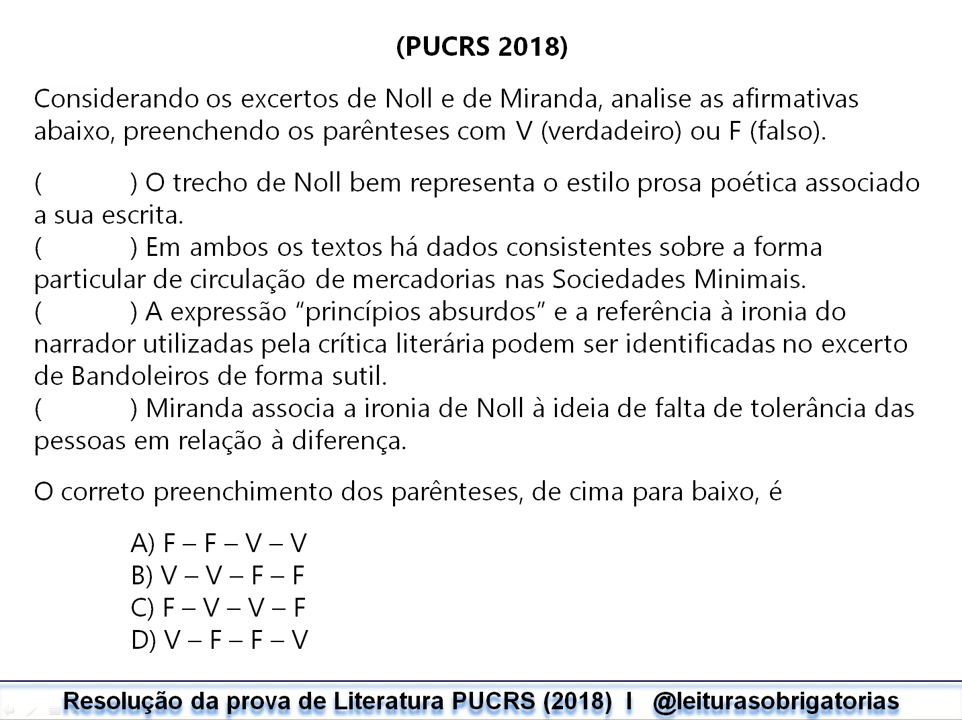 (PUCRS 2018)
Considerando os excertos de Noll e de Miranda, analise as afirmativas
abaixo, preenchendo os parênteses com V (verdadeiro) ou F (falso).
( ) O trecho de Noll bem representa o estilo prosa poética associado
a sua escrita.
( ) Em ambos os textos há dados consistentes sobre a forma
particular de circulação de mercadorias nas Sociedades Minimais.
( ) A expressão “princípios absurdos” e a referência à ironia do
narrador utilizadas pela crítica literária podem ser identificadas no excerto
de Bandoleiros de forma sutil.
( ) Miranda associa a ironia de Noll à ideia de falta de tolerância das
pessoas em relação à diferença.
O correto preenchimento dos parênteses, de cima para baixo, é
A) F – F – V – V
B) V – V – F – F
C) F – V – V – F
D) V – F – F – V
Resolução da prova de Literatura PUCRS (2018) I @leiturasobrigatorias